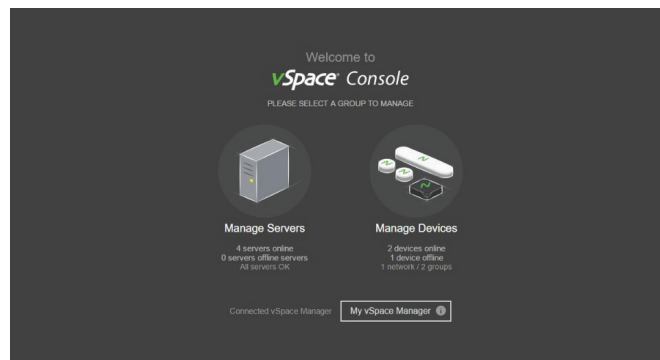 Welcome to
vSpace® Console
PLEASE SELECT A GROUP TO MANAGE
Manage Servers
4 servers online
0 servers offline servers
All servers OK
Manage Devices
2 devices online
1 device offline
1 network / 2 groups
Connected vSpace Manager
My vSpace Manager